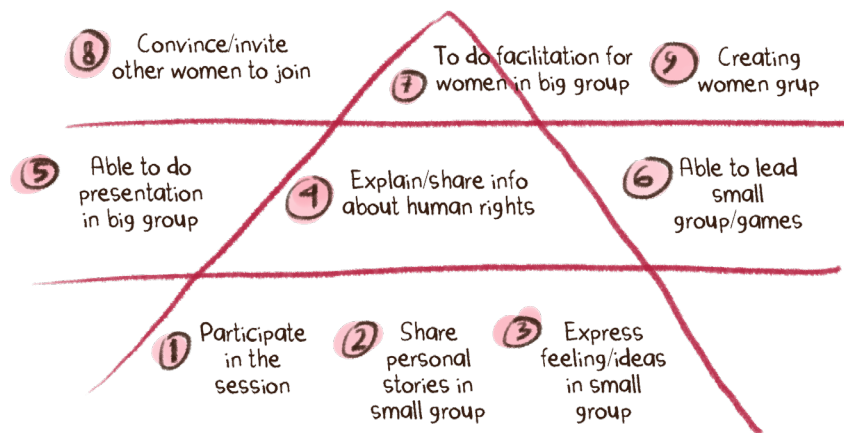 8 Convince/invite
other women to join
7 To do facilitation for
women in big group
9 Creating
women grup
5 Able to do
presentation
in big group
4 Explain/share info
about human rights
6 Able to lead
small
group/games
1 Participate
in the
session
2 Share
personal
stories in
small group
3 Express
feeling/ideas
in small
group